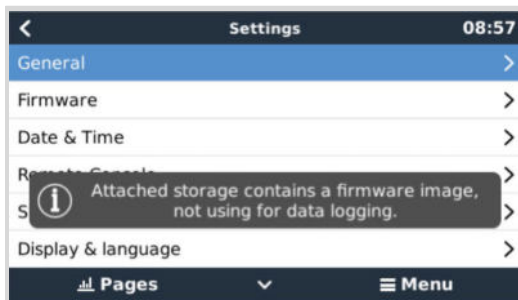 Settings
08:57
General
Firmware
Date & Time
Attached storage contains a firmware image,
not using for data logging.
Display & language
Pages
Menu